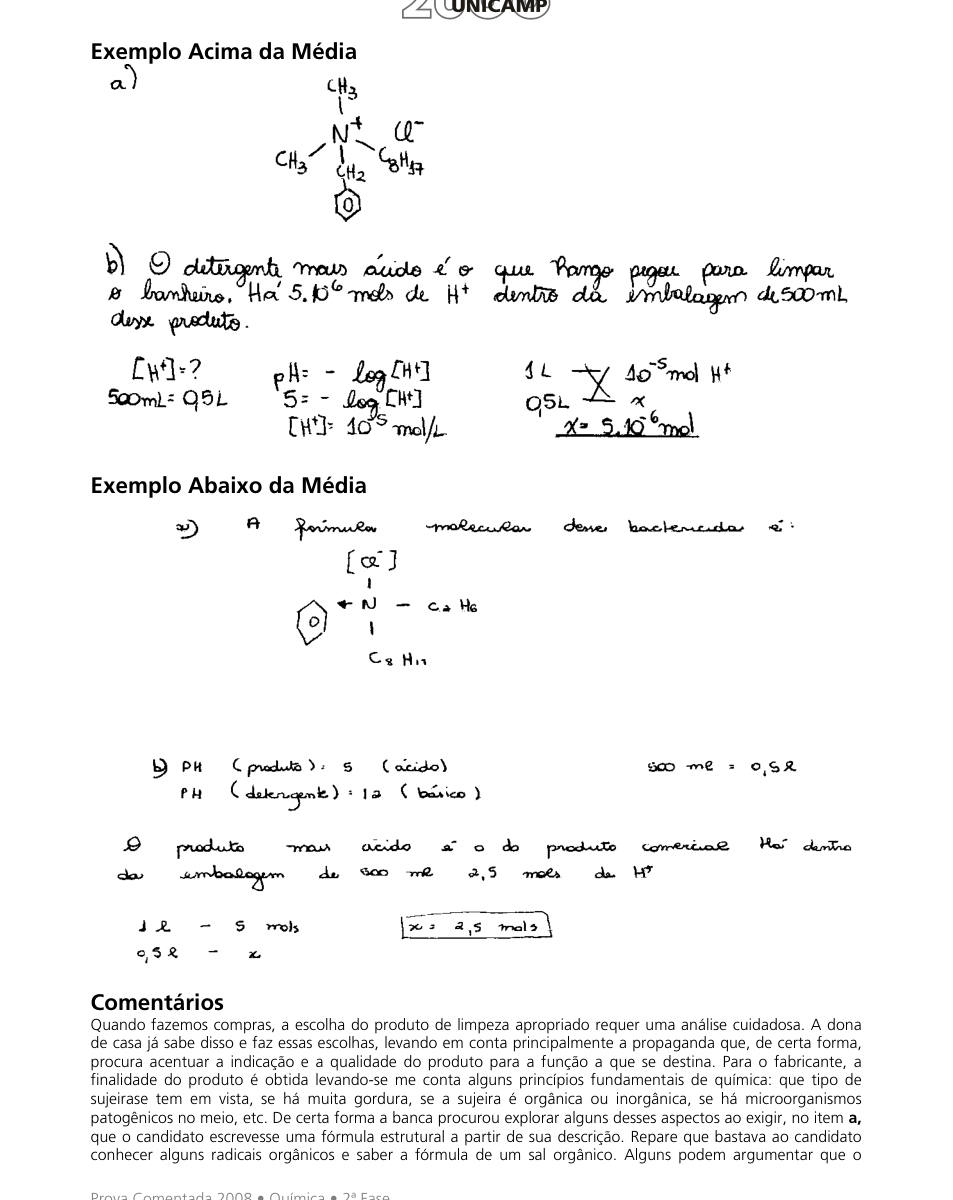 2008
UNICAMP
Exemplo Acima da Média
a)
CH3
N+ Cl-
CH3 CH2 C8H17
b) O detergente mais ácido é o que Rango pegou para limpar
o banheiro. Há 5.10-6 mols de H+ dentro da embalagem de 500mL
desse produto.
[H+]=? pH= - log [H+] 1L 10-5 mol H+
500mL= 0,5L 5= - log [H+] 0,5L x
[H+]= 10-5 mol/L x= 5.10-6 mol
Exemplo Abaixo da Média
a) A fórmula molecular desse bactericida é:
[Cl-]
N - C2 H6
C8 H17
b) PH (produto): 5 (ácido) 500 ml = 0,5 l
PH (detergente): 12 (básico)
O produto mais ácido é o do produto comercial Há dentro
da embalagem de 500 ml 2,5 mols de H+
1 l - 5 mols x = 2,5 mols
0,5 l - x
Comentários
Quando fazemos compras, a escolha do produto de limpeza apropriado requer uma análise cuidadosa. A dona
de casa já sabe disso e faz essas escolhas, levando em conta principalmente a propaganda que, de certa forma,
procura acentuar a indicação e a qualidade do produto para a função a que se destina. Para o fabricante, a
finalidade do produto é obtida levando-se me conta alguns princípios fundamentais de química: que tipo de
sujeirase tem em vista, se há muita gordura, se a sujeira é orgânica ou inorgânica, se há microorganismos
patogênicos no meio, etc. De certa forma a banca procurou explorar alguns desses aspectos ao exigir, no item a,
que o candidato escrevesse uma fórmula estrutural a partir de sua descrição. Repare que bastava ao candidato
conhecer alguns radicais orgânicos e saber a fórmula de um sal orgânico. Alguns podem argumentar que o
Prova Comentada 2008 • Química • 2ª Fase